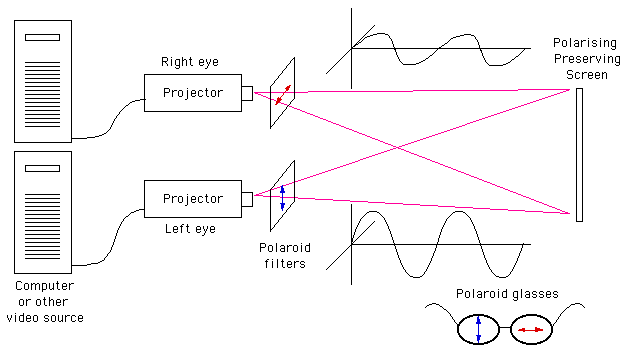 Right eye
Projector
Polarising
Preserving
Screen
Projector
Left eye
Polaroid
filters
Computer
or other
video source
Polaroid glasses